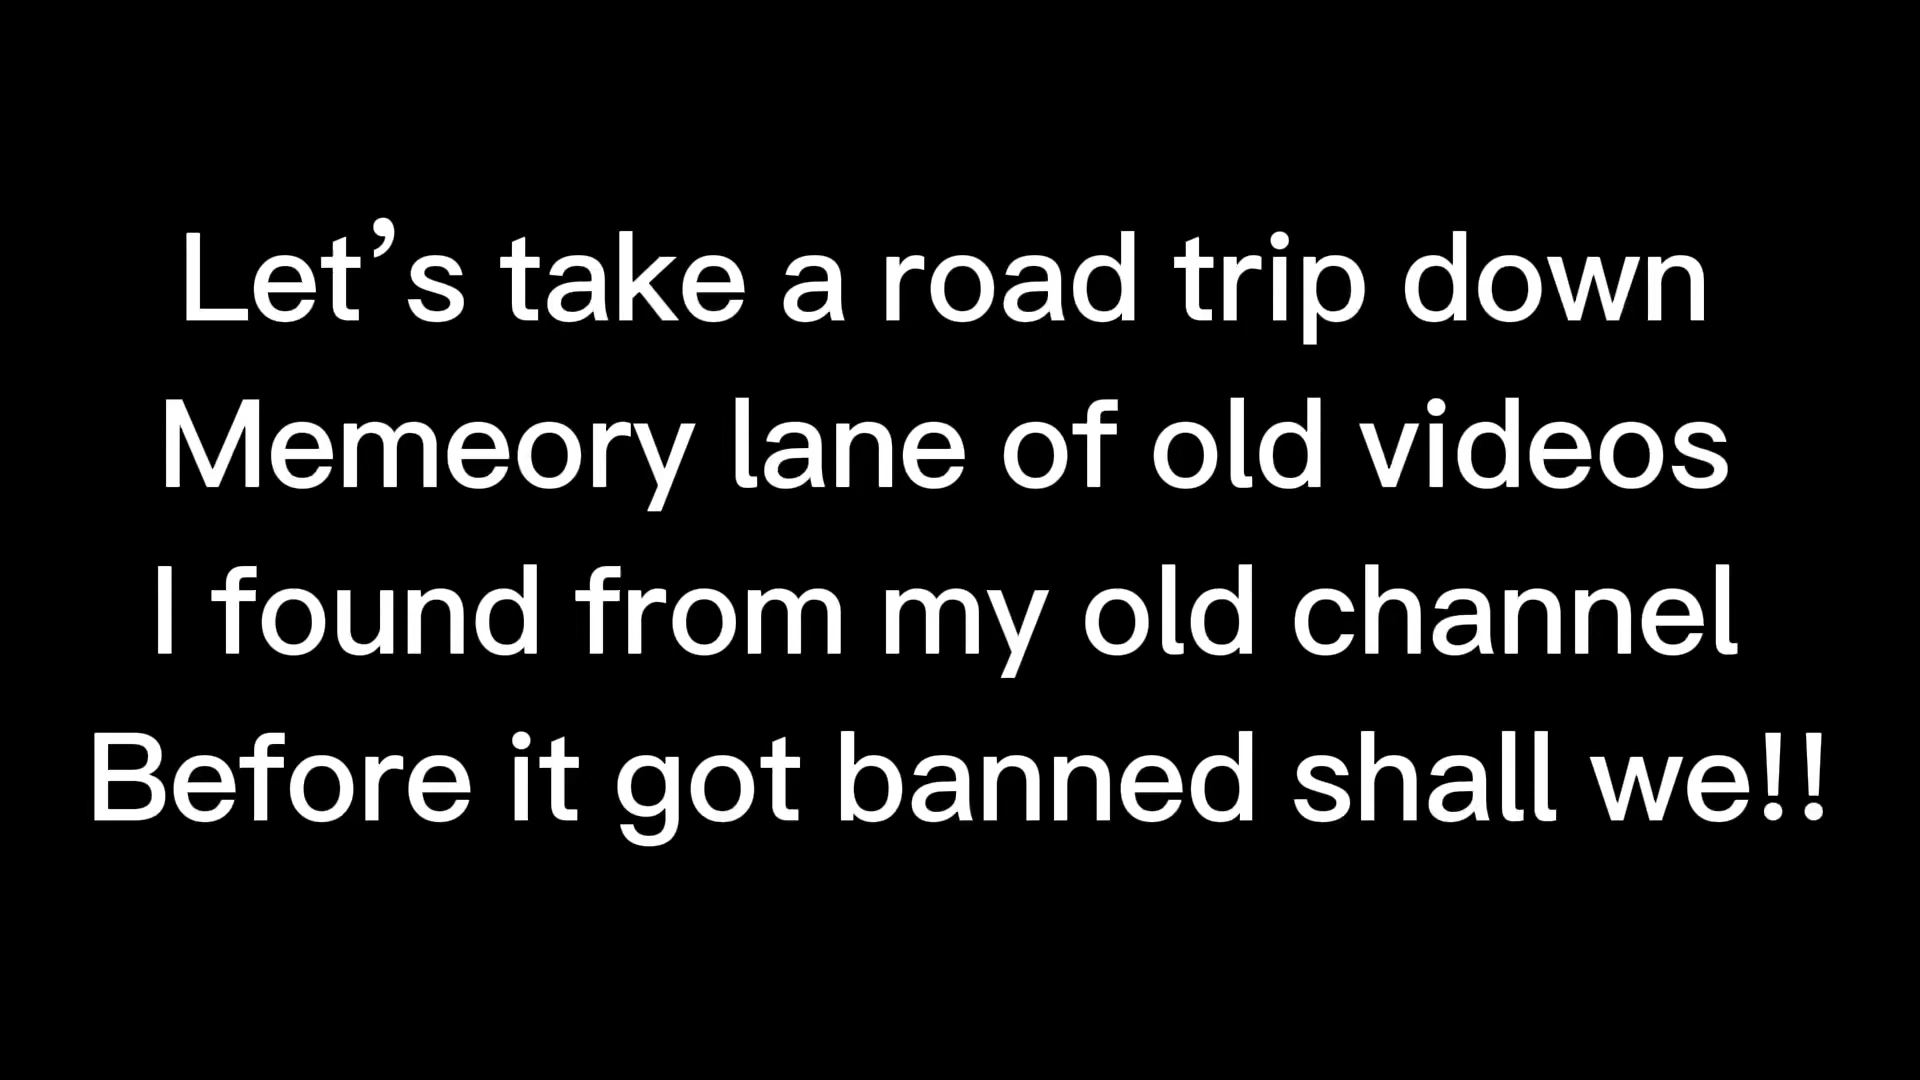 Let’s take a road trip down
Memeory lane of old videos
I found from my old channel
Before it got banned shall we!!